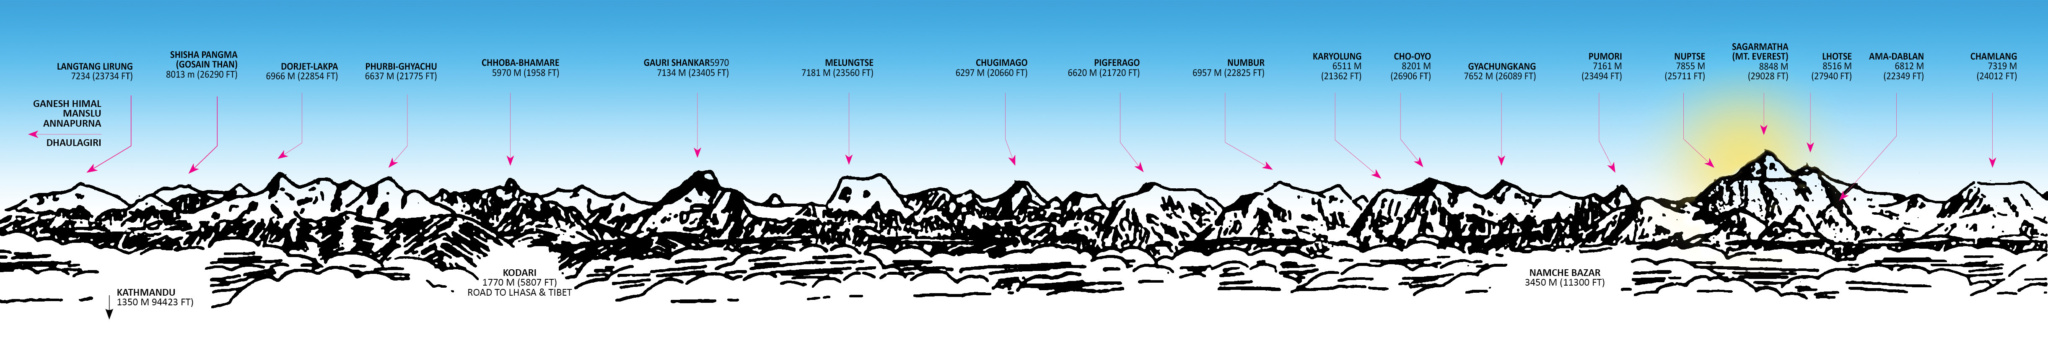 LANGTANG LIRUNG
7234 (23734 FT)
SHISHA PANGMA
(GOSAIN THAN)
8013 m (26290 FT)
DORJET-LAKPA
6966 M (22854 FT)
PHURBI-GHYACHU
6637 M (21775 FT)
CHHOBA-BHAMARE
5970 M (1958 FT)
GAURI SHANKAR5970
7134 M (23405 FT)
MELUNGTSE
7181 M (23560 FT)
CHUGIMAGO
6297 M (20660 FT)
PIGFERAGO
6620 M (21720 FT)
NUMBUR
6957 M (22825 FT)
KARYOLUNG
6511 M
(21362 FT)
CHO-OYO
8201 M
(26906 FT)
GYACHUNGKANG
7652 M (26089 FT)
PUMORI
7161 M
(23494 FT)
NUPTSE
7855 M
(25711 FT)
SAGARMATHA
(MT. EVEREST)
8848 M
(29028 FT)
LHOTSE
8516 M
(27940 FT)
AMA-DABLAN
6812 M
(22349 FT)
CHAMLANG
7319 M
(24012 FT)
GANESH HIMAL
MANSLU
ANNAPURNA
DHAULAGIRI
KATHMANDU
1350 M 94423 FT)
KODARI
1770 M (5807 FT)
ROAD TO LHASA & TIBET
NAMCHE BAZAR
3450 M (11300 FT)